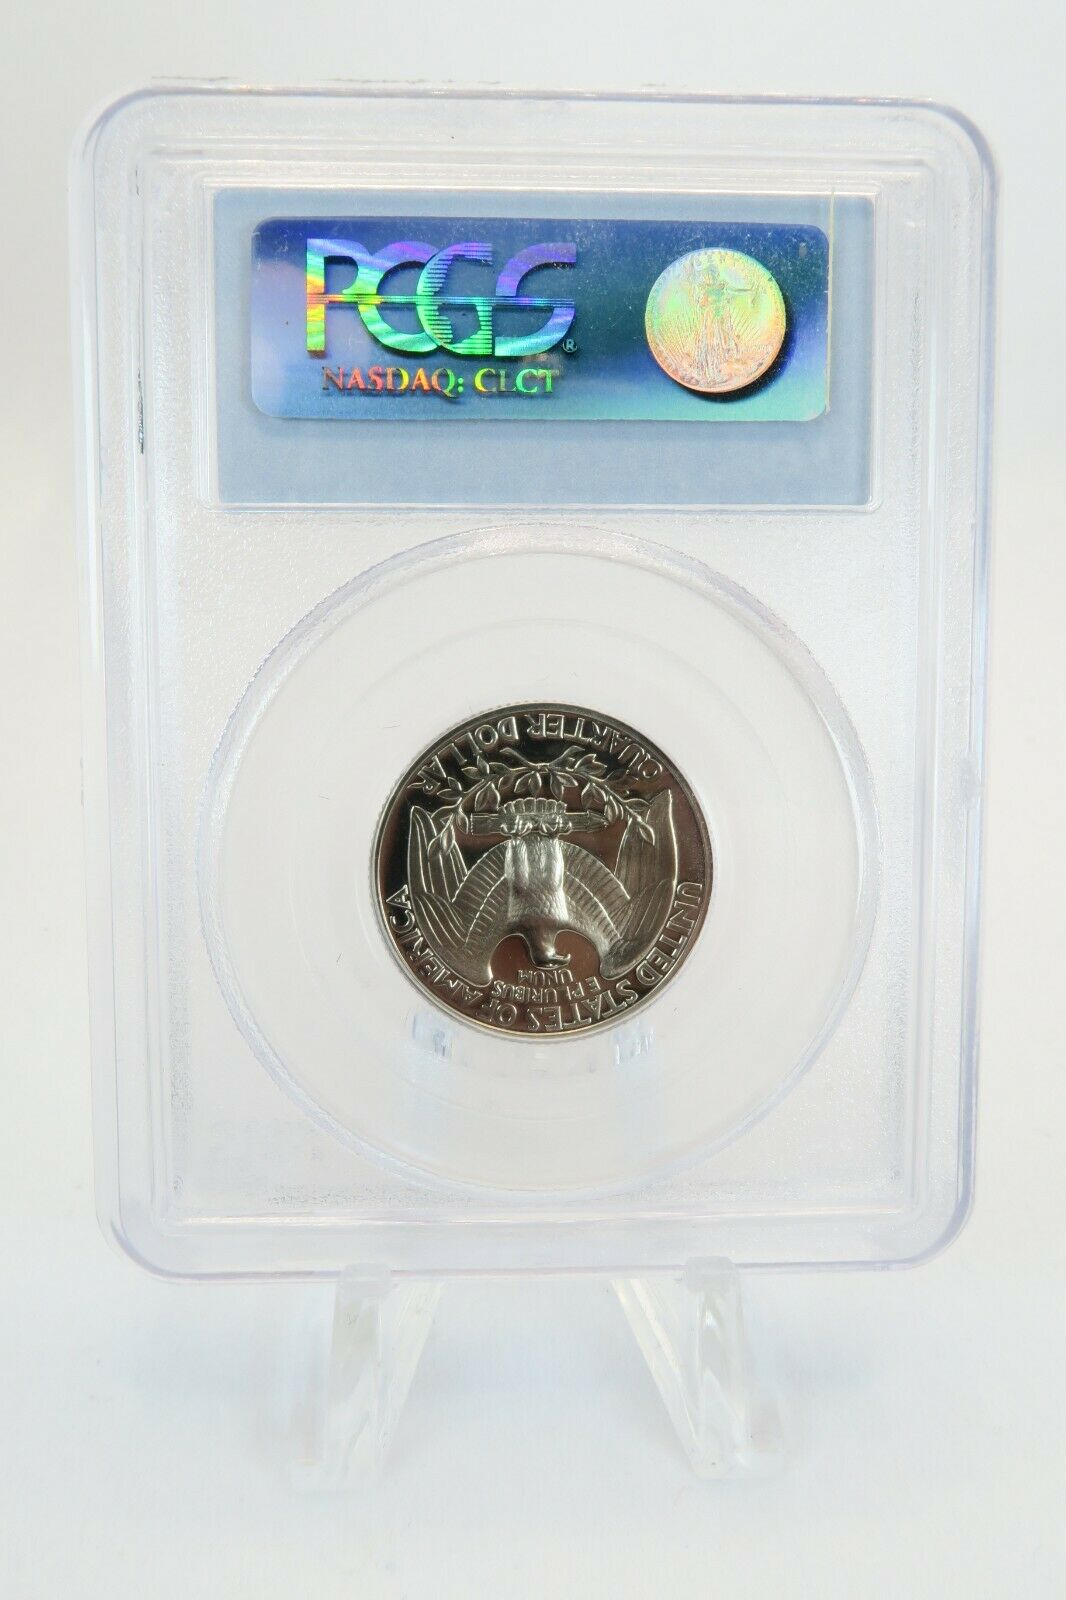 PCGS®
NASDAQ: CLCT
UNITED STATES OF AMERICA
E PLURIBUS
UNUM
QUARTER DOLLAR